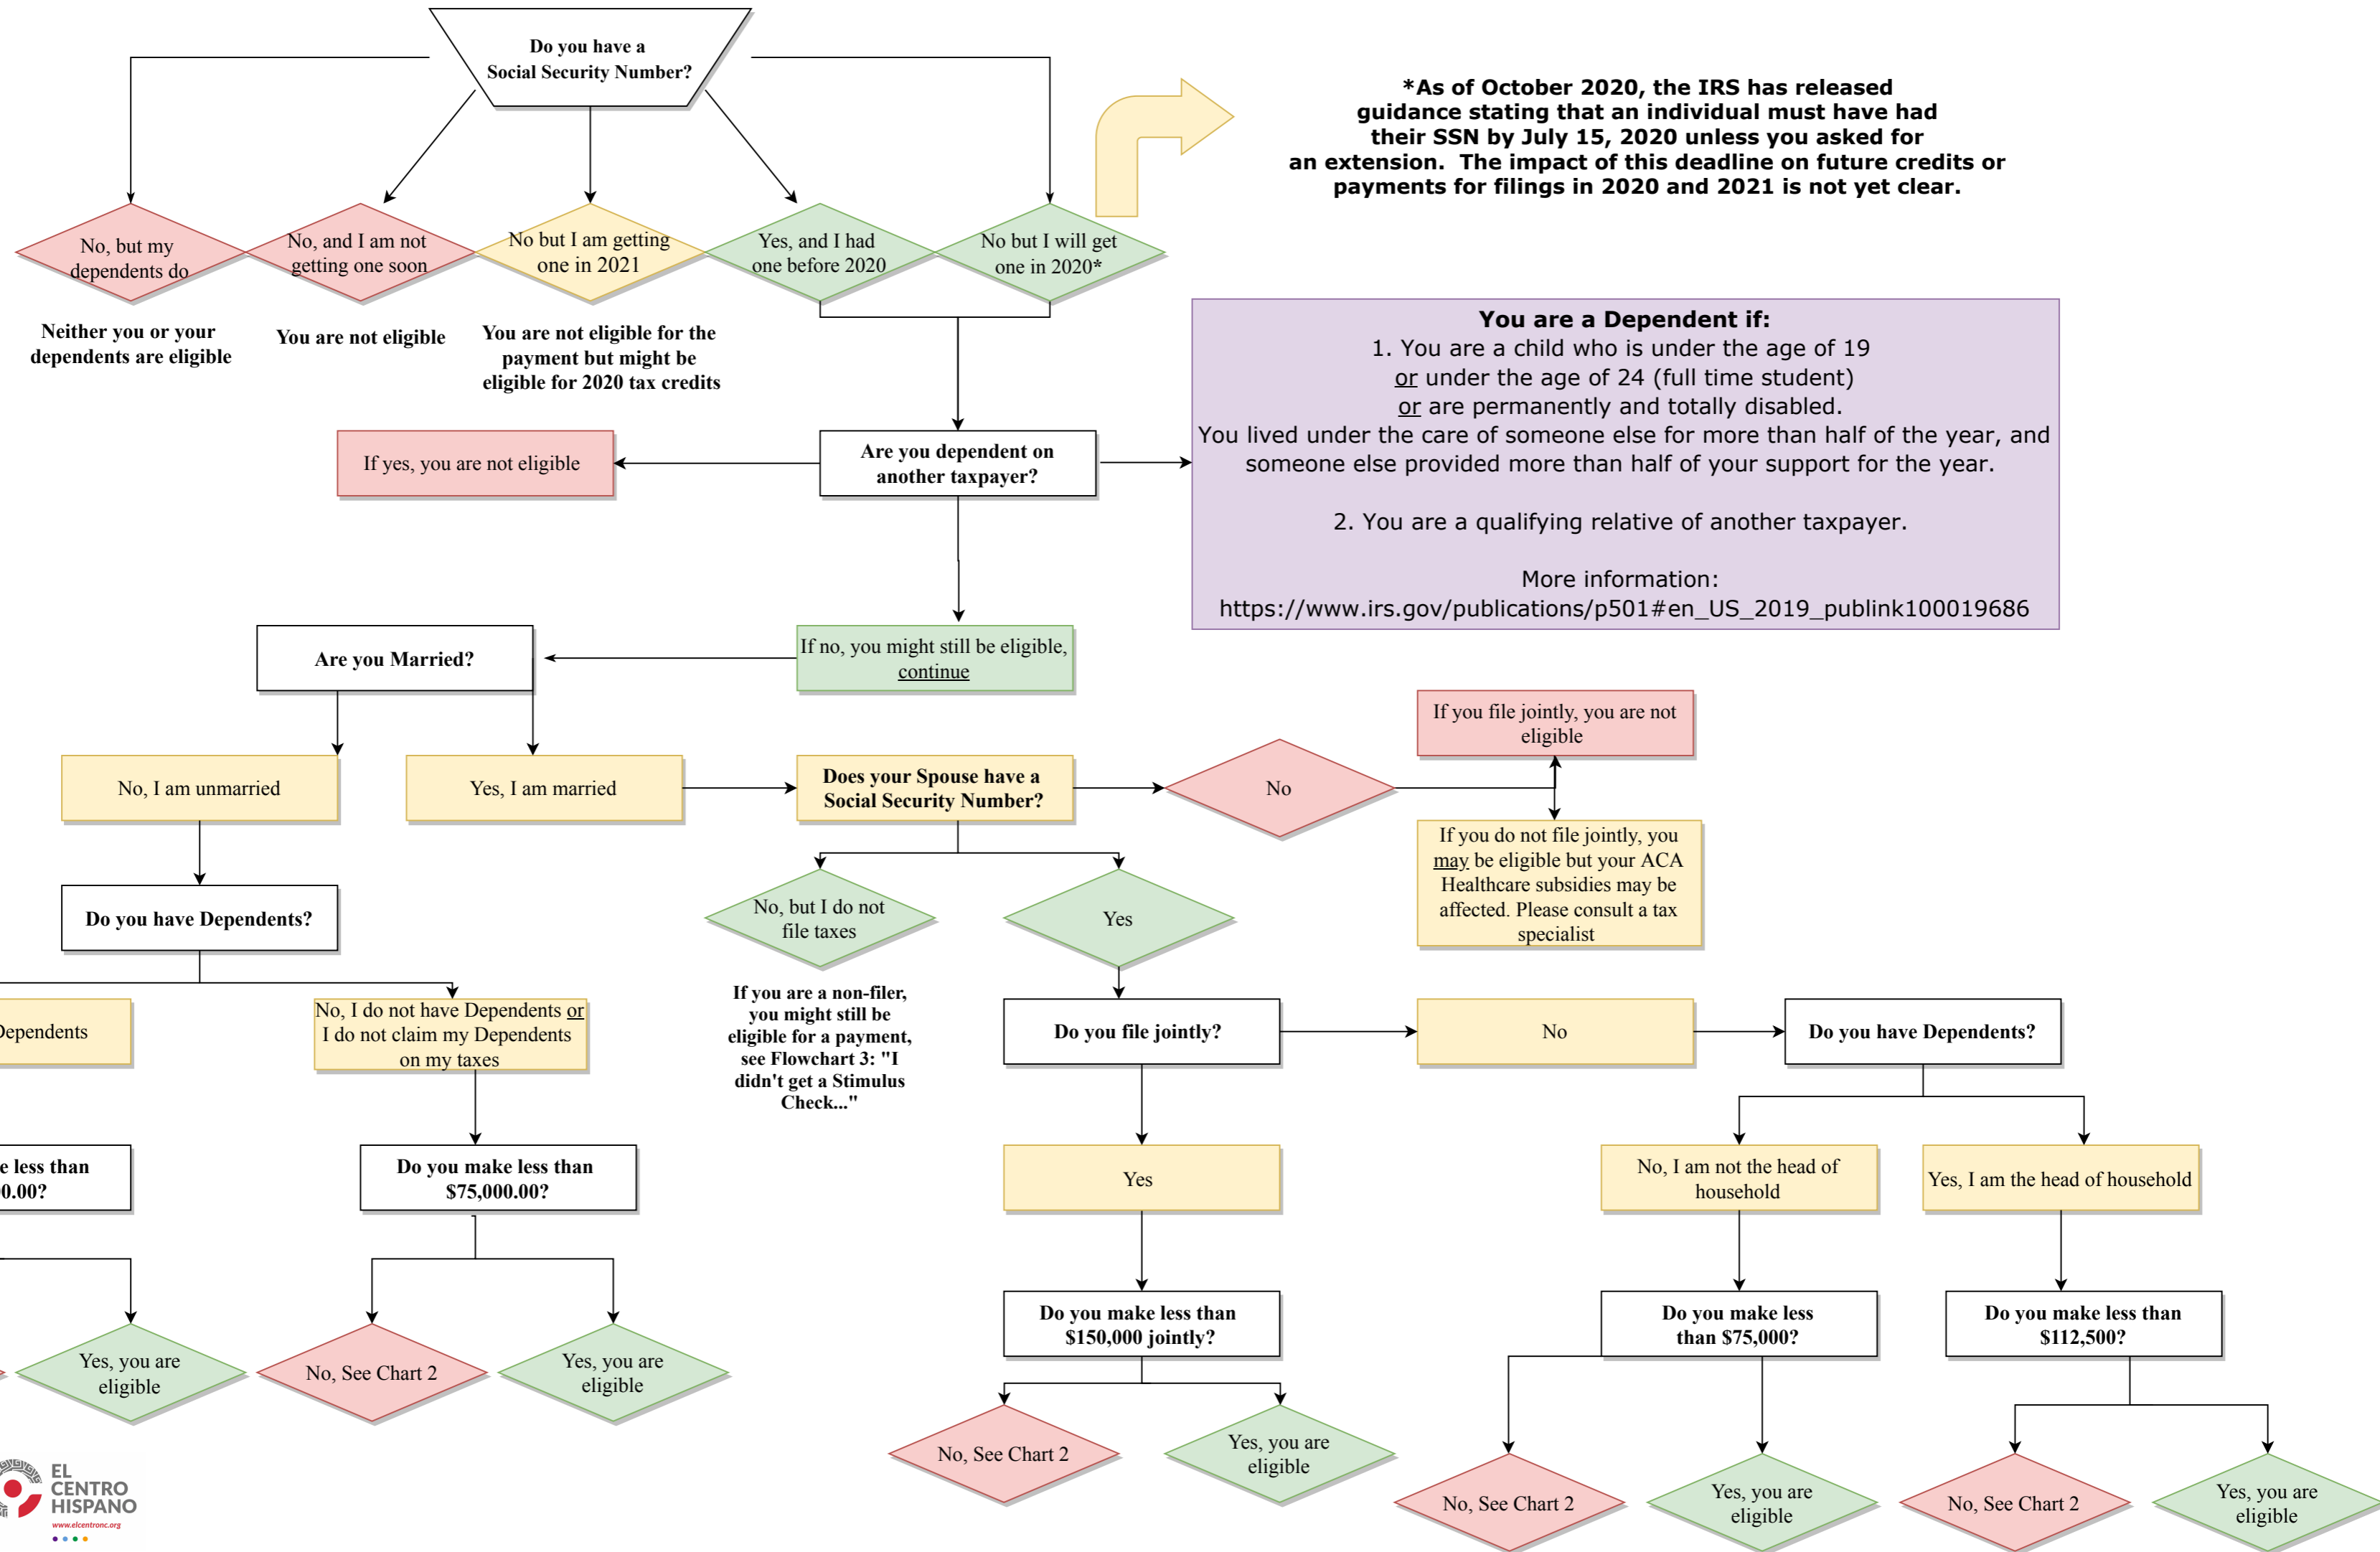 Do you have a
Social Security Number?
*As of October 2020, the IRS has released
guidance stating that an individual must have had
their SSN by July 15, 2020 unless you asked for
an extension.  The impact of this deadline on future credits or
payments for filings in 2020 and 2021 is not yet clear.
No, but my
dependents do
No, and I am not
getting one soon
No but I am getting
one in 2021
Yes, and I had
one before 2020
No but I will get
one in 2020*
Neither you or your
dependents are eligible
You are not eligible
You are not eligible for the
payment but might be
eligible for 2020 tax credits
You are a Dependent if:
1. You are a child who is under the age of 19
or under the age of 24 (full time student)
or are permanently and totally disabled.
You lived under the care of someone else for more than half of the year, and
someone else provided more than half of your support for the year.
2. You are a qualifying relative of another taxpayer.
More information:
https://www.irs.gov/publications/p501#en_US_2019_publink100019686
If yes, you are not eligible
Are you dependent on
another taxpayer?
Are you Married?
If no, you might still be eligible,
continue
If you file jointly, you are not
eligible
No, I am unmarried
Yes, I am married
Does your Spouse have a
Social Security Number?
No
If you do not file jointly, you
may be eligible but your ACA
Healthcare subsidies may be
affected. Please consult a tax
specialist
Do you have Dependents?
No, but I do not
file taxes
Yes
If you are a non-filer,
you might still be
eligible for a payment,
see Flowchart 3: "I
didn't get a Stimulus
Check..."
Dependents
No, I do not have Dependents or
I do not claim my Dependents
on my taxes
Do you file jointly?
No
Do you have Dependents?
e less than
0.00?
Do you make less than
$75,000.00?
Yes
No, I am not the head of
household
Yes, I am the head of household
Do you make less than
$150,000 jointly?
Do you make less
than $75,000?
Do you make less than
$112,500?
Yes, you are
eligible
No, See Chart 2
Yes, you are
eligible
No, See Chart 2
Yes, you are
eligible
No, See Chart 2
Yes, you are
eligible
No, See Chart 2
Yes, you are
eligible
EL
CENTRO
HISPANO
www.elcentronc.org